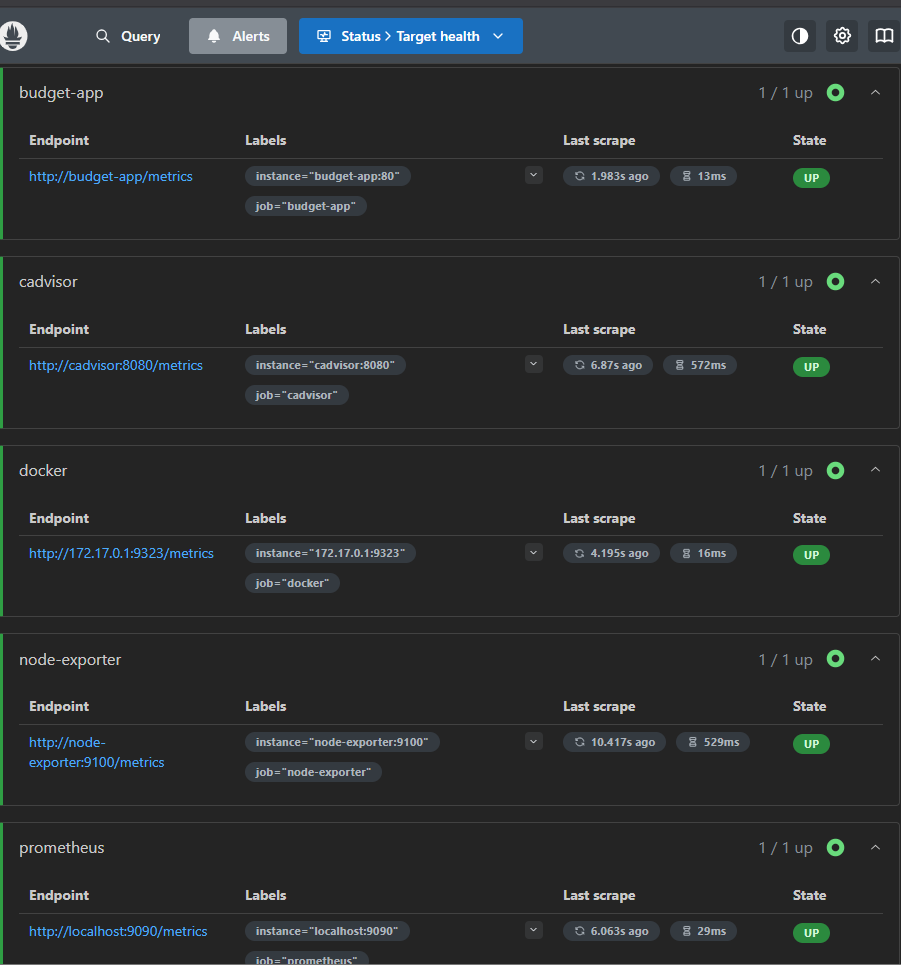 Query Alerts Status > Target health
budget-app 1 / 1 up
Endpoint Labels Last scrape State
http://budget-app/metrics instance="budget-app:80" 1.983s ago 13ms UP
job="budget-app"
cadvisor 1 / 1 up
Endpoint Labels Last scrape State
http://cadvisor:8080/metrics instance="cadvisor:8080" 6.87s ago 572ms UP
job="cadvisor"
docker 1 / 1 up
Endpoint Labels Last scrape State
http://172.17.0.1:9323/metrics instance="172.17.0.1:9323" 4.195s ago 16ms UP
job="docker"
node-exporter 1 / 1 up
Endpoint Labels Last scrape State
http://node- instance="node-exporter:9100" 10.417s ago 529ms UP
exporter:9100/metrics job="node-exporter"
prometheus 1 / 1 up
Endpoint Labels Last scrape State
http://localhost:9090/metrics instance="localhost:9090" 6.063s ago 29ms UP
job="prometheus"